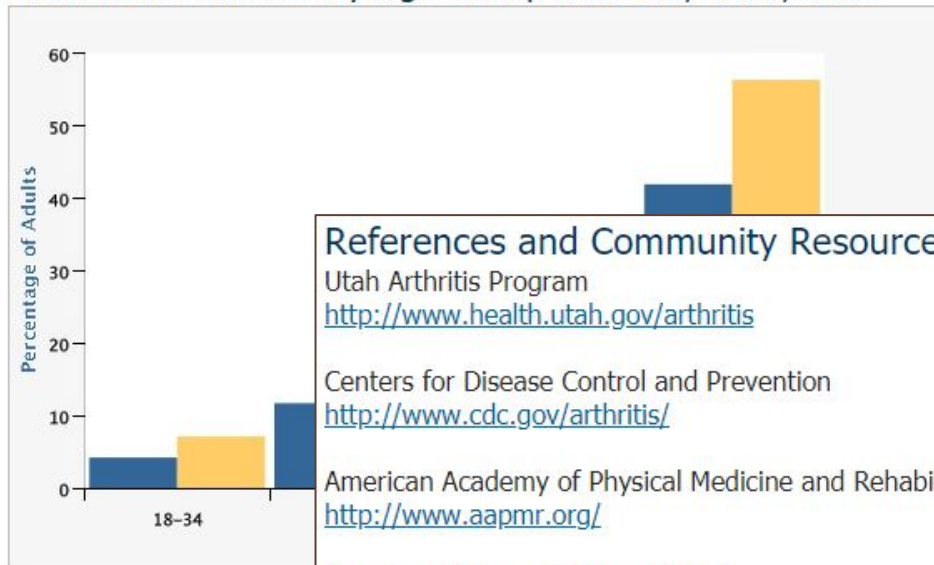 60
50
40
30
20
10
0
Percentage of Adults
18–34
References and Community Resource
Utah Arthritis Program
http://www.health.utah.gov/arthritis
Centers for Disease Control and Prevention
http://www.cdc.gov/arthritis/
American Academy of Physical Medicine and Rehabi
http://www.aapmr.org/